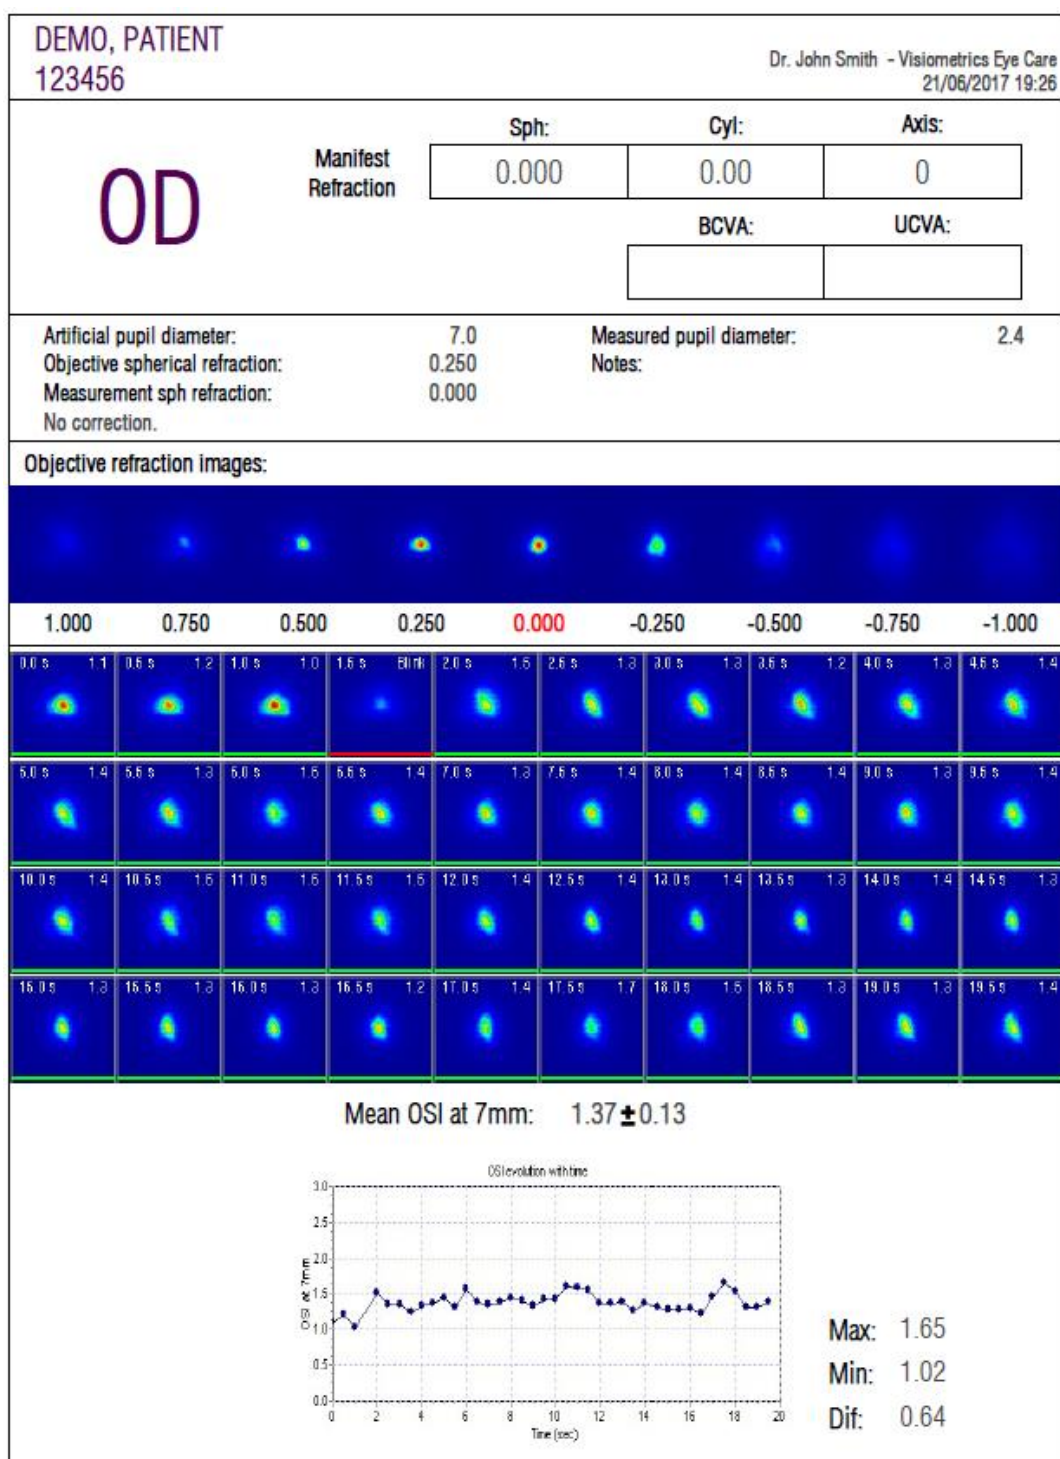 DEMO, PATIENT
123456
Dr. John Smith - Visiometrics Eye Care
21/06/2017 19:26
OD
Manifest
Refraction
Sph: Cyl: Axis:
0.000 0.00 0
BCVA: UCVA:
Artificial pupil diameter: 7.0 Measured pupil diameter: 2.4
Objective spherical refraction: 0.250 Notes:
Measurement sph refraction: 0.000
No correction.
Objective refraction images:
1.000 0.750 0.500 0.250 0.000 -0.250 -0.500 -0.750 -1.000
0.0 s 1.1 0.5 s 1.2 1.0 s 1.0 1.5 s Blink 2.0 s 1.5 2.5 s 1.3 3.0 s 1.3 3.5 s 1.2 4.0 s 1.3 4.5 s 1.4
5.0 s 1.4 5.5 s 1.3 6.0 s 1.6 6.5 s 1.4 7.0 s 1.3 7.5 s 1.4 8.0 s 1.4 8.5 s 1.4 9.0 s 1.3 9.5 s 1.4
10.0 s 1.4 10.5 s 1.6 11.0 s 1.6 11.5 s 1.6 12.0 s 1.4 12.5 s 1.4 13.0 s 1.4 13.5 s 1.3 14.0 s 1.4 14.5 s 1.3
15.0 s 1.3 15.5 s 1.3 16.0 s 1.3 16.5 s 1.2 17.0 s 1.4 17.5 s 1.7 18.0 s 1.5 18.5 s 1.3 19.0 s 1.3 19.5 s 1.4
Mean OSI at 7mm: 1.37 ± 0.13
OSI evolution with time
3.0
2.5
2.0
1.5
1.0
0.5
0.0
OSI at 7mm
0 2 4 6 8 10 12 14 16 18 20
Time (sec)
Max: 1.65
Min: 1.02
Dif: 0.64